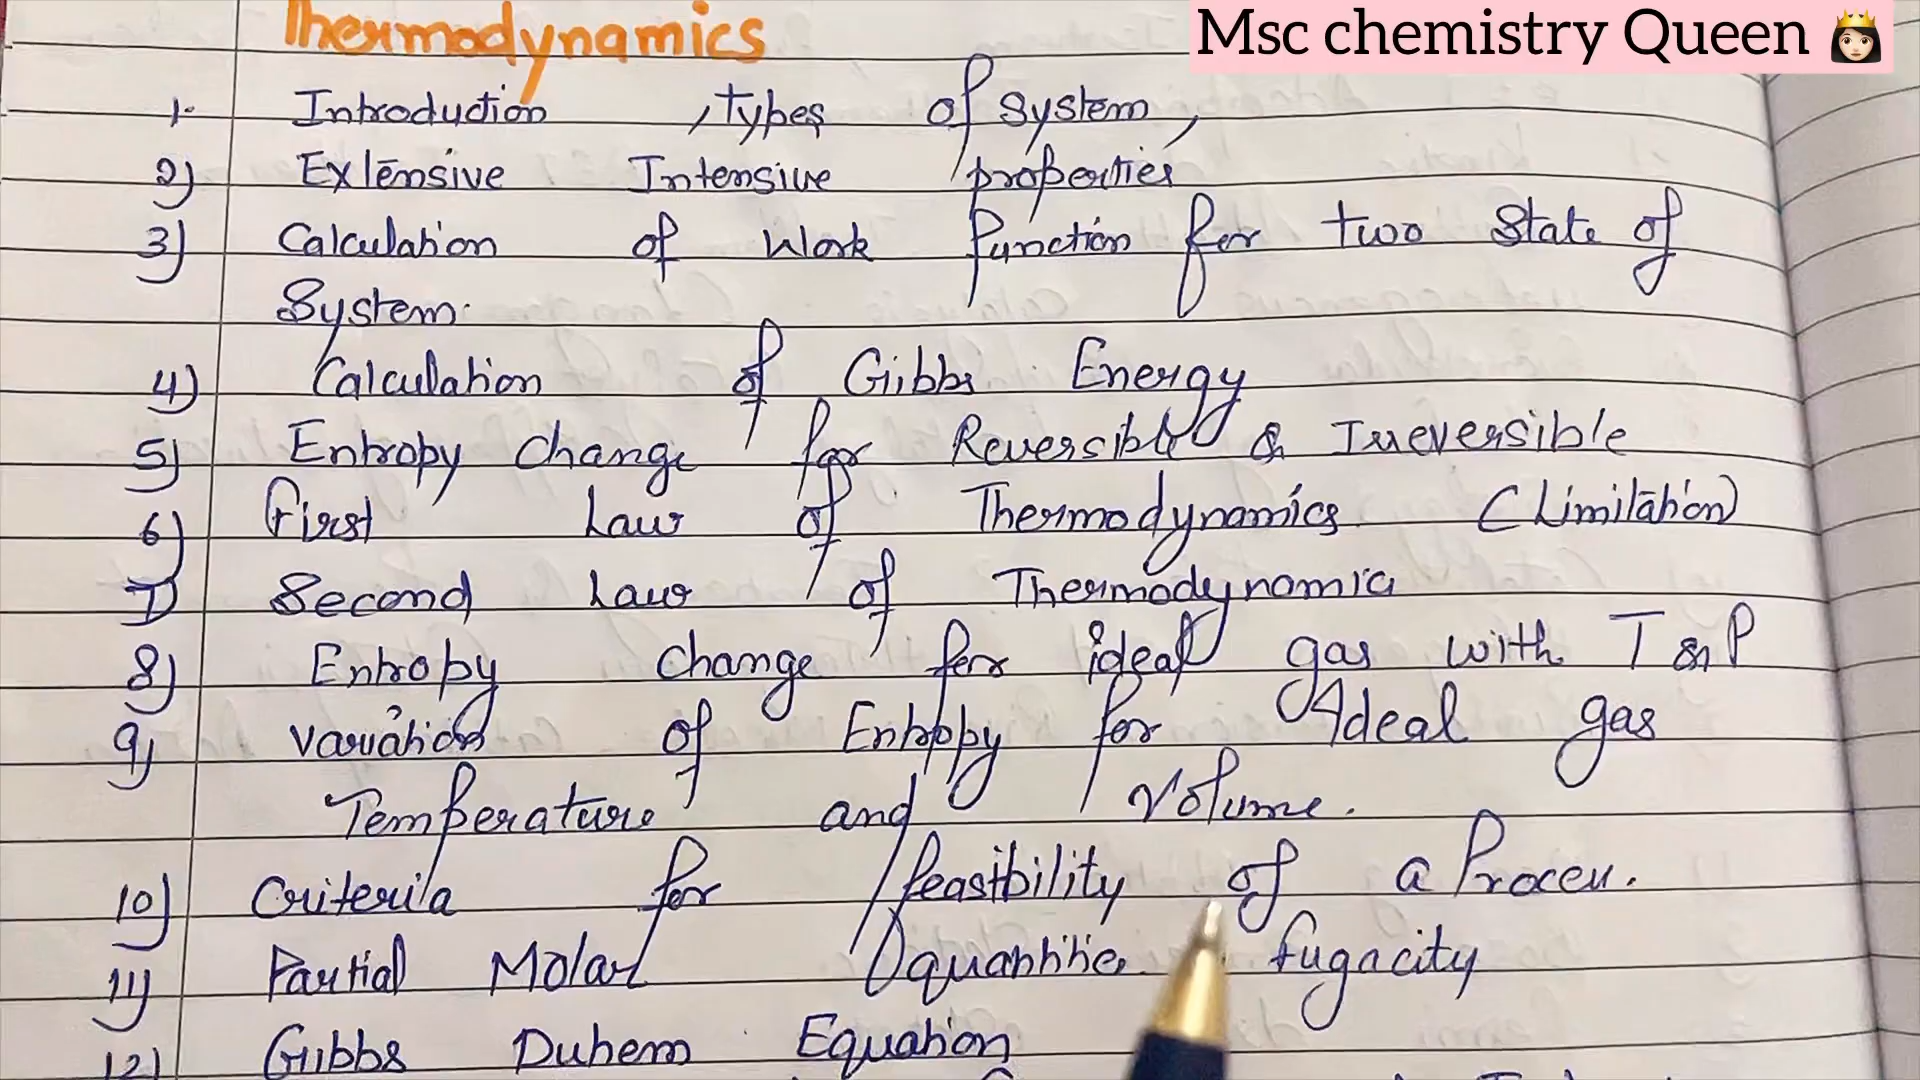 Thermodynamics
Msc chemistry Queen
1. Introduction, types of system,
2) Extensive Intensive properties
3) Calculation of Work function for two State of
System.
4) Calculation of Gibbs Energy
5) Entropy Change for Reversible & Irreversible
6) First Law of Thermodynamics (Limitation)
7) Second Law of Thermodynamics
8) Entropy change for ideal gas with T & P
9) Variation of Entropy for Ideal gas
Temperature and Volume.
10) Criteria for feasibility of a Process.
11) Partial Molar quantities fugacity
12) Gibbs Duhem Equation